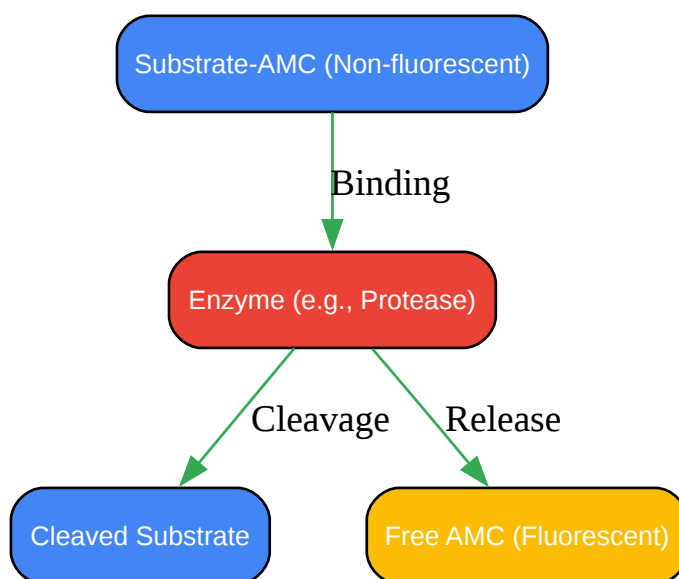 Substrate-AMC (Non-fluorescent)
Binding
Enzyme (e.g., Protease)
Cleavage
Release
Cleaved Substrate
Free AMC (Fluorescent)